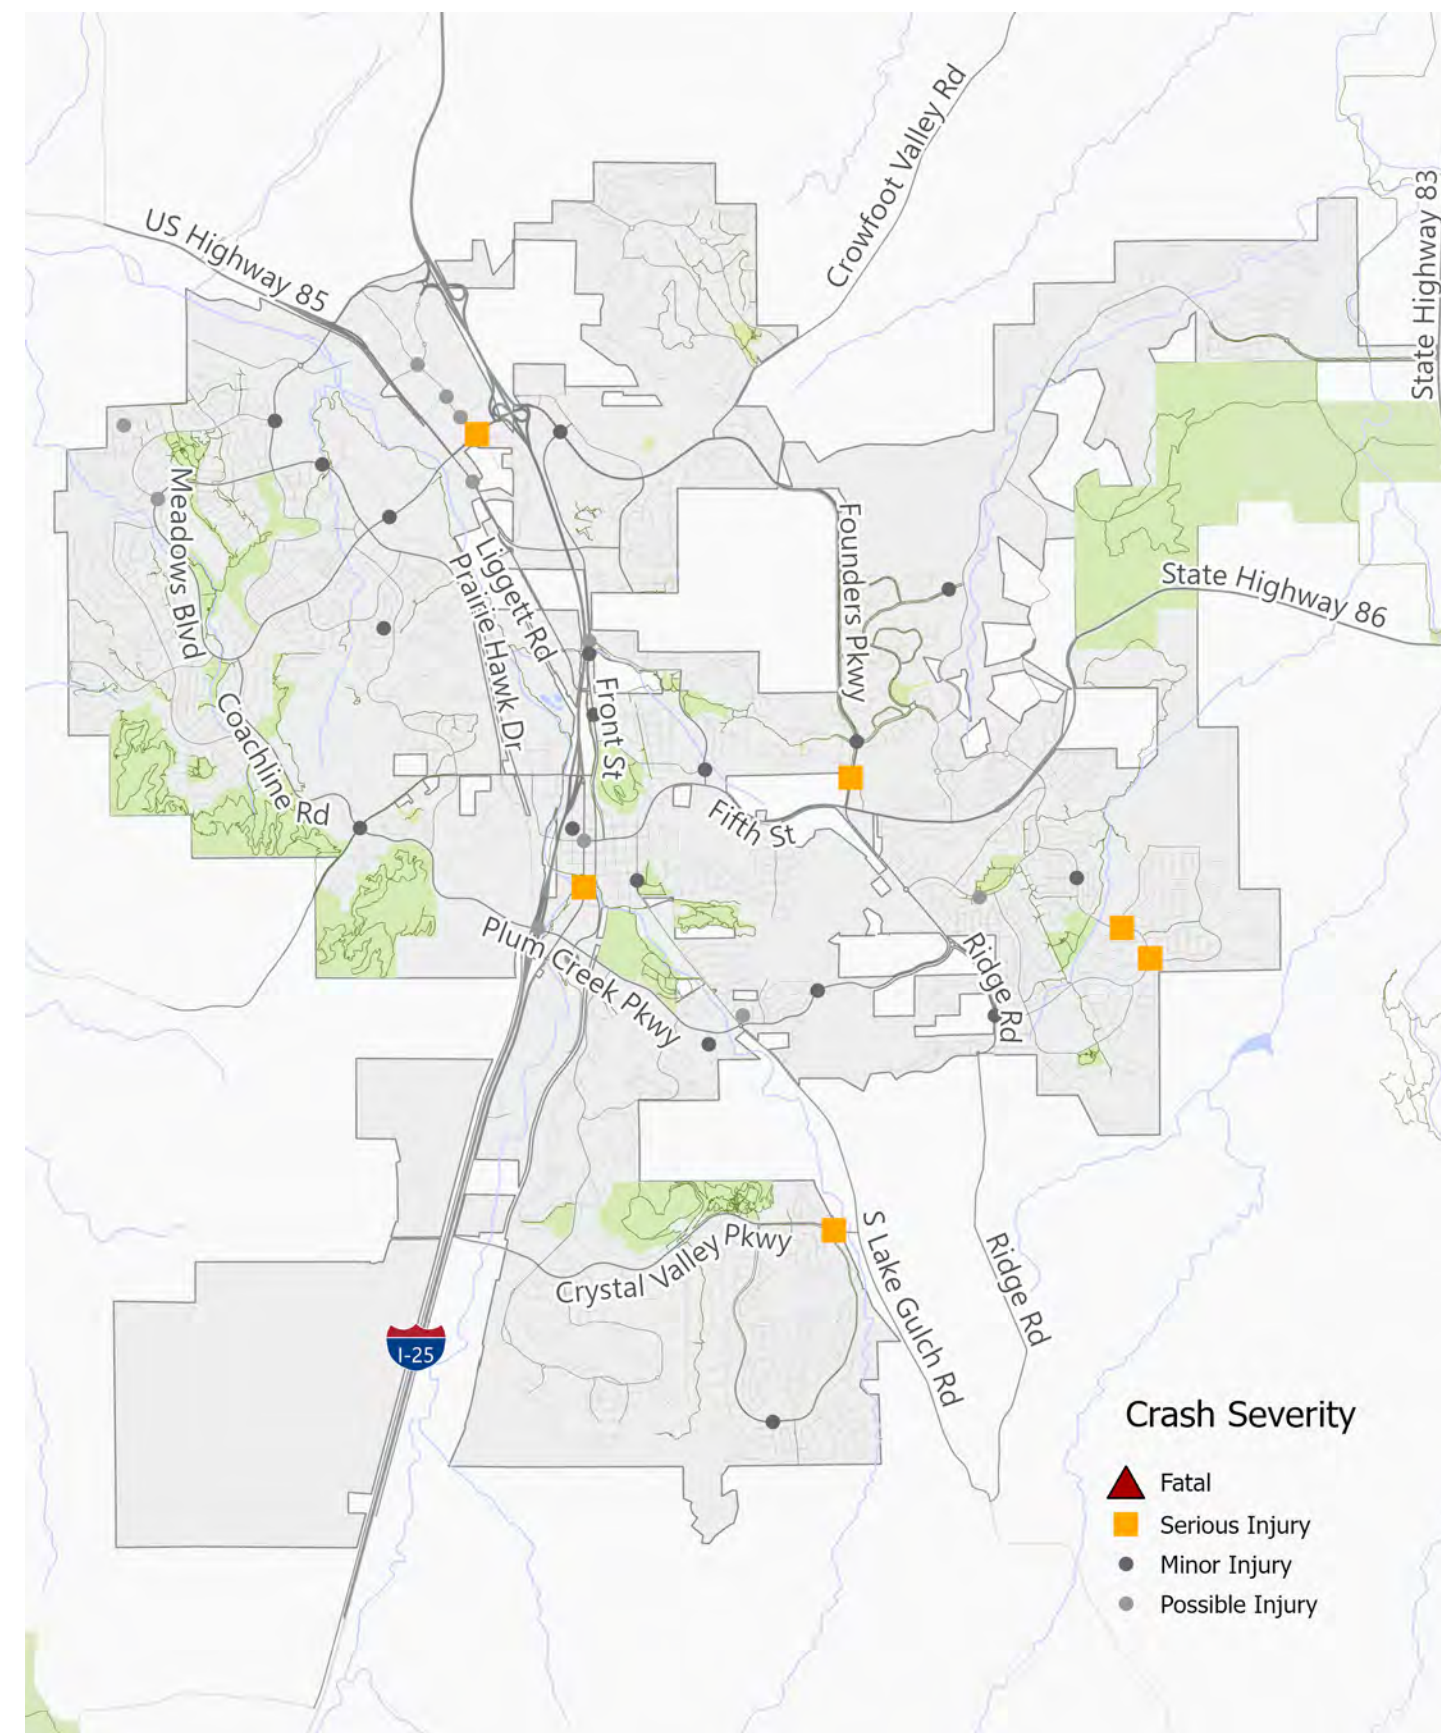 Crowfoot Valley Rd
State Highway 83
US Highway 85
Meadows Blvd
Liggett Rd
Prairie Hawk Dr
Founders Pkwy
State Highway 86
Front St
Coachline Rd
Fifth St
Plum Creek Pkwy
Ridge Rd
S Lake Gulch Rd
Crystal Valley Pkwy
Ridge Rd
I-25
Crash Severity
Fatal
Serious Injury
Minor Injury
Possible Injury